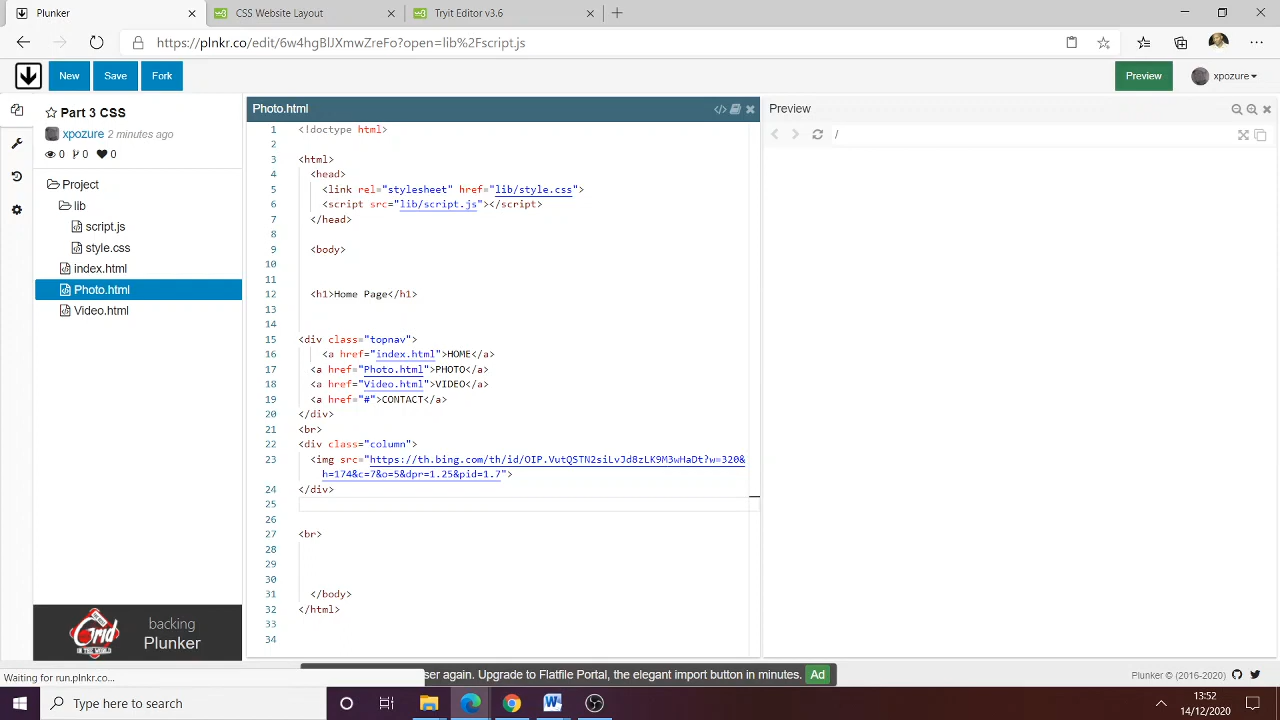 Plunker
CSS Website Layout
Tryit Editor v3.6
https://plnkr.co/edit/6w4hgBlJXmwZreFo?open=lib%2Fscript.js
New
Save
Fork
Preview
xpozure
Part 3 CSS
xpozure 2 minutes ago
0 0 0
Project
lib
script.js
style.css
index.html
Photo.html
Video.html
backing
Plunker
Photo.html
1 <!doctype html>
2
3 <html>
4 <head>
5 <link rel="stylesheet" href="lib/style.css">
6 <script src="lib/script.js"></script>
7 </head>
8
9 <body>
10
11
12 <h1>Home Page</h1>
13
14
15 <div class="topnav">
16 <a href="index.html">HOME</a>
17 <a href="Photo.html">PHOTO</a>
18 <a href="Video.html">VIDEO</a>
19 <a href="#">CONTACT</a>
20 </div>
21 <br>
22 <div class="column">
23 <img src="https://th.bing.com/th/id/OIP.VutQSTN2siLvJd8zLK9M3wHaDt?w=320&
h=174&c=7&o=5&dpr=1.25&pid=1.7">
24 </div>
25
26
27 <br>
28
29
30
31 </body>
32 </html>
33
34
Preview
/
Waiting for run.plnkr.co...
ser again. Upgrade to Flatfile Portal, the elegant import button in minutes. Ad
Plunker © (2016-2020)
Type here to search
13:52
14/12/2020